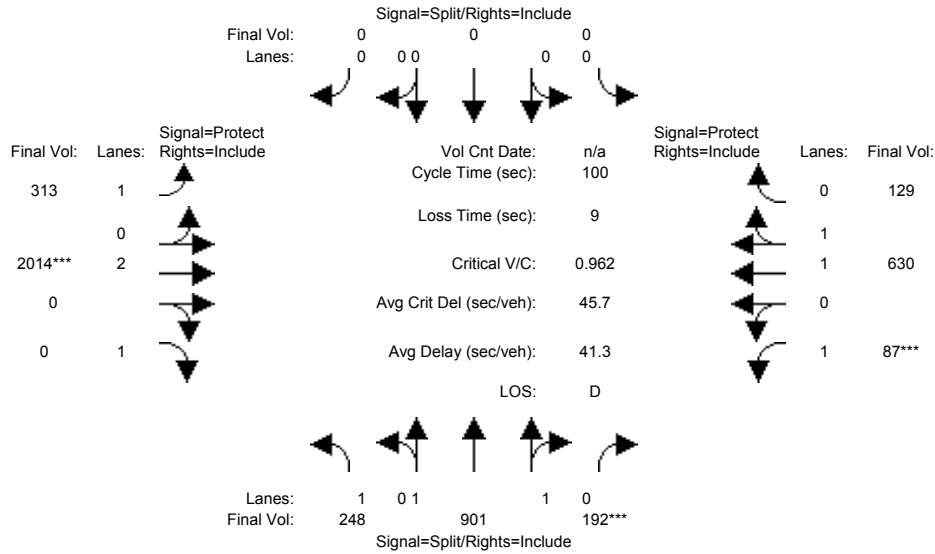 Signal=Split/Rights=Include
Final Vol: 0 0 0
Lanes: 0 0 0 0 0
Signal=Protect Signal=Protect
Final Vol: Lanes: Rights=Include Vol Cnt Date: n/a Rights=Include Lanes: Final Vol:
Cycle Time (sec): 100
313 1 0 129
Loss Time (sec): 9
0 1
2014*** 2 Critical V/C: 0.962 1 630
0 0 Avg Crit Del (sec/veh): 45.7 0
0 1 Avg Delay (sec/veh): 41.3 1 87***
LOS: D
Lanes: 1 0 1 1 0
Final Vol: 248 901 192***
Signal=Split/Rights=Include